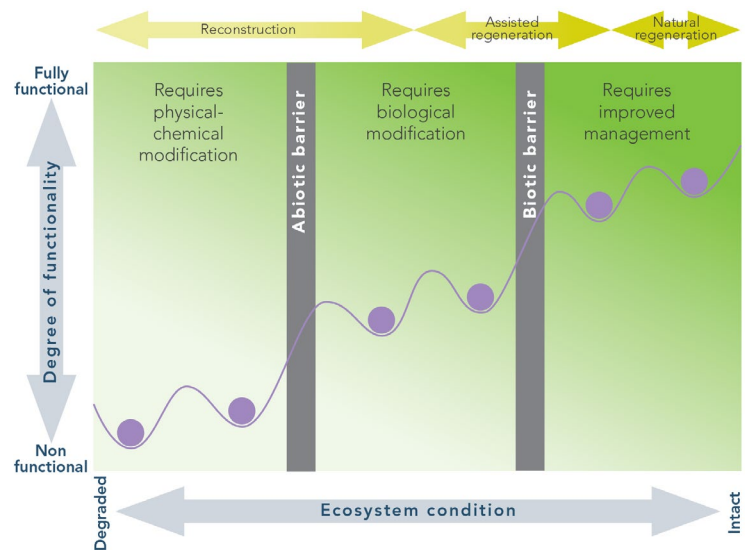 Reconstruction
Assisted
regeneration
Natural
regeneration
Fully
functional
Degree of functionality
Non
functional
Requires
physical-
chemical
modification
Abiotic barrier
Requires
biological
modification
Biotic barrier
Requires
improved
management
Degraded
Ecosystem condition
Intact